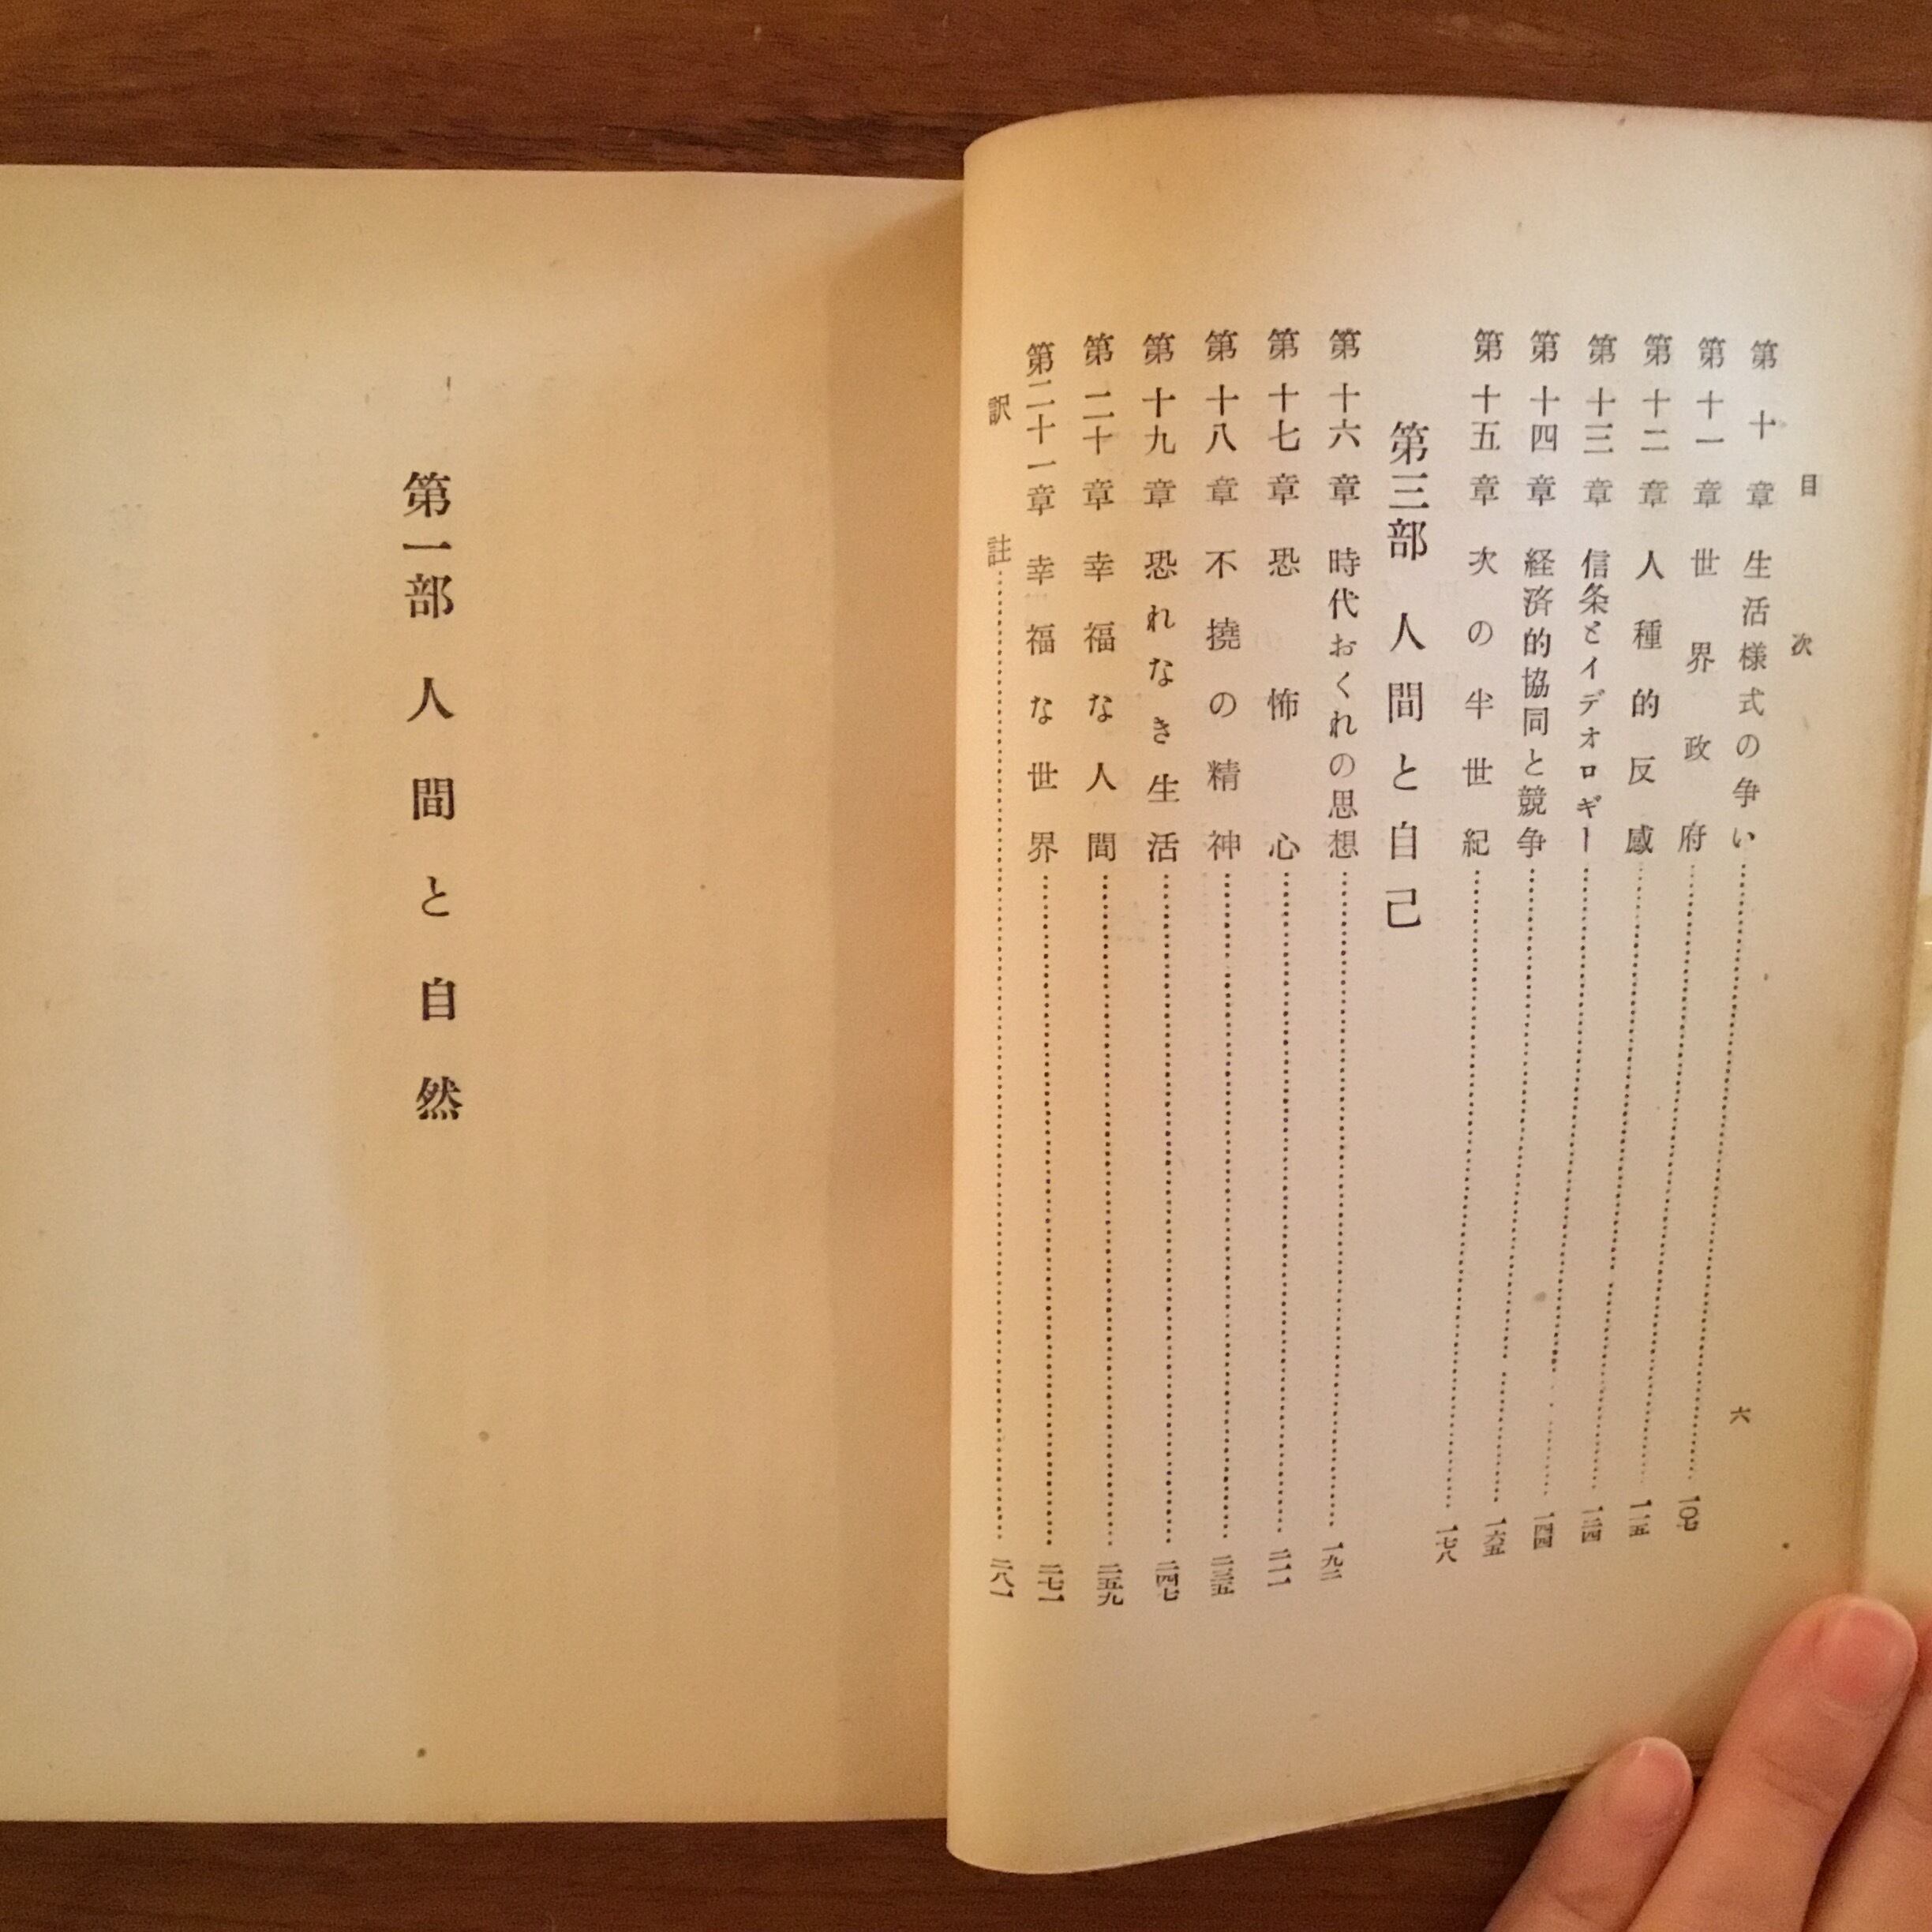 目次
六
第十章 生活様式の争い……一〇七
第十一章 世界政府……一一五
第十二章 人種的反感……一三四
第十三章 信条とイデオロギー……一四四
第十四章 経済的協同と競争……一六五
第十五章 次の半世紀……一七八
第三部 人間と自己
第十六章 時代おくれの思想……一九二
第十七章 恐怖心……二一一
第十八章 不撓の精神……二三五
第十九章 恐れなき生活……二四七
第二十章 幸福な人間……二五九
第二十一章 幸福な世界……二七一
訳註……二八一
第一部 人間と自然